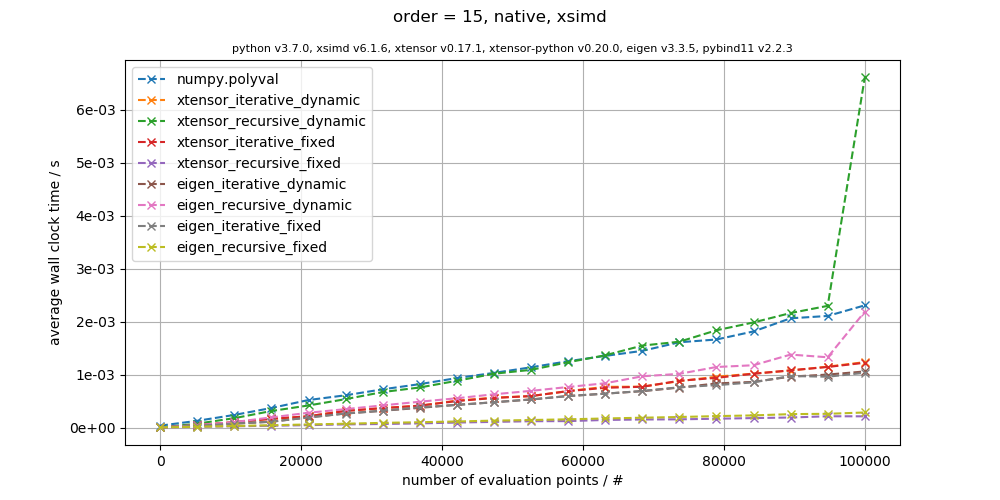 order = 15, native, xsimd
python v3.7.0, xsimd v6.1.6, xtensor v0.17.1, xtensor-python v0.20.0, eigen v3.3.5, pybind11 v2.2.3
numpy.polyval
xtensor_iterative_dynamic
xtensor_recursive_dynamic
xtensor_iterative_fixed
xtensor_recursive_fixed
eigen_iterative_dynamic
eigen_recursive_dynamic
eigen_iterative_fixed
eigen_recursive_fixed
average wall clock time / s
6e-03
5e-03
4e-03
3e-03
2e-03
1e-03
0e+00
0 20000 40000 60000 80000 100000
number of evaluation points / #